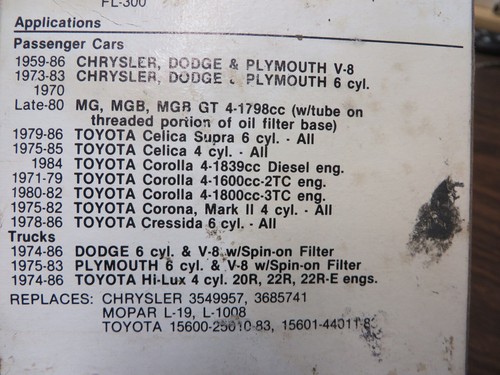 FL-300
Applications
Passenger Cars
1959-86 CHRYSLER, DODGE & PLYMOUTH V-8
1973-83 CHRYSLER, DODGE & PLYMOUTH 6 cyl.
1970
Late-80 MG, MGB, MGB GT 4-1798cc (w/tube on
threaded portion of oil filter base)
1979-86 TOYOTA Celica Supra 6 cyl. - All
1975-85 TOYOTA Celica 4 cyl. - All
1984 TOYOTA Corolla 4-1839cc Diesel eng.
1971-79 TOYOTA Corolla 4-1600cc-2TC eng.
1980-82 TOYOTA Corolla 4-1800cc-3TC eng.
1975-82 TOYOTA Corona, Mark II 4 cyl. - All
1978-86 TOYOTA Cressida 6 cyl. - All
Trucks
1974-86 DODGE 6 cyl. & V-8 w/Spin-on Filter
1975-83 PLYMOUTH 6 cyl. & V-8 w/Spin-on Filter
1974-86 TOYOTA Hi-Lux 4 cyl. 20R, 22R, 22R-E engs.
REPLACES: CHRYSLER 3549957, 3685741
MOPAR L-19, L-1008
TOYOTA